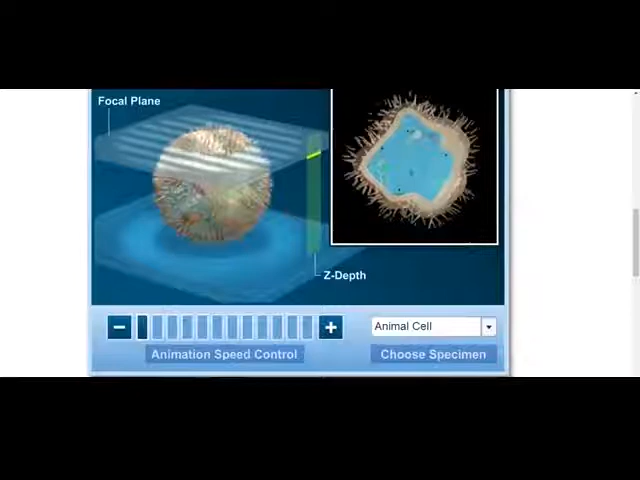 Focal Plane
Z-Depth
Animal Cell
Animation Speed Control
Choose Specimen